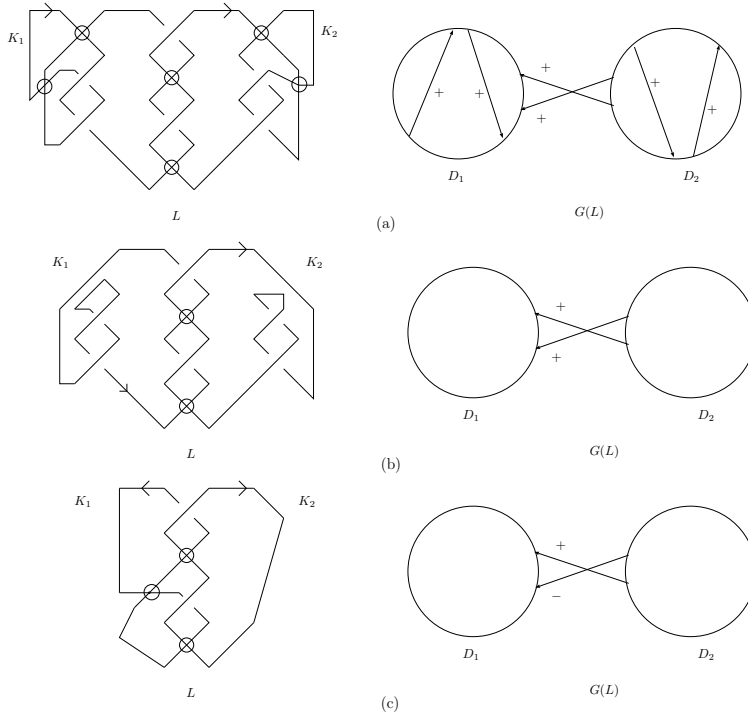 K₁
K₂
+
+
+
+
+
+
D₁
D₂
L
G(L)
(a)
K₁
K₂
+
+
D₁
D₂
L
G(L)
(b)
K₁
K₂
+
−
D₁
D₂
L
G(L)
(c)